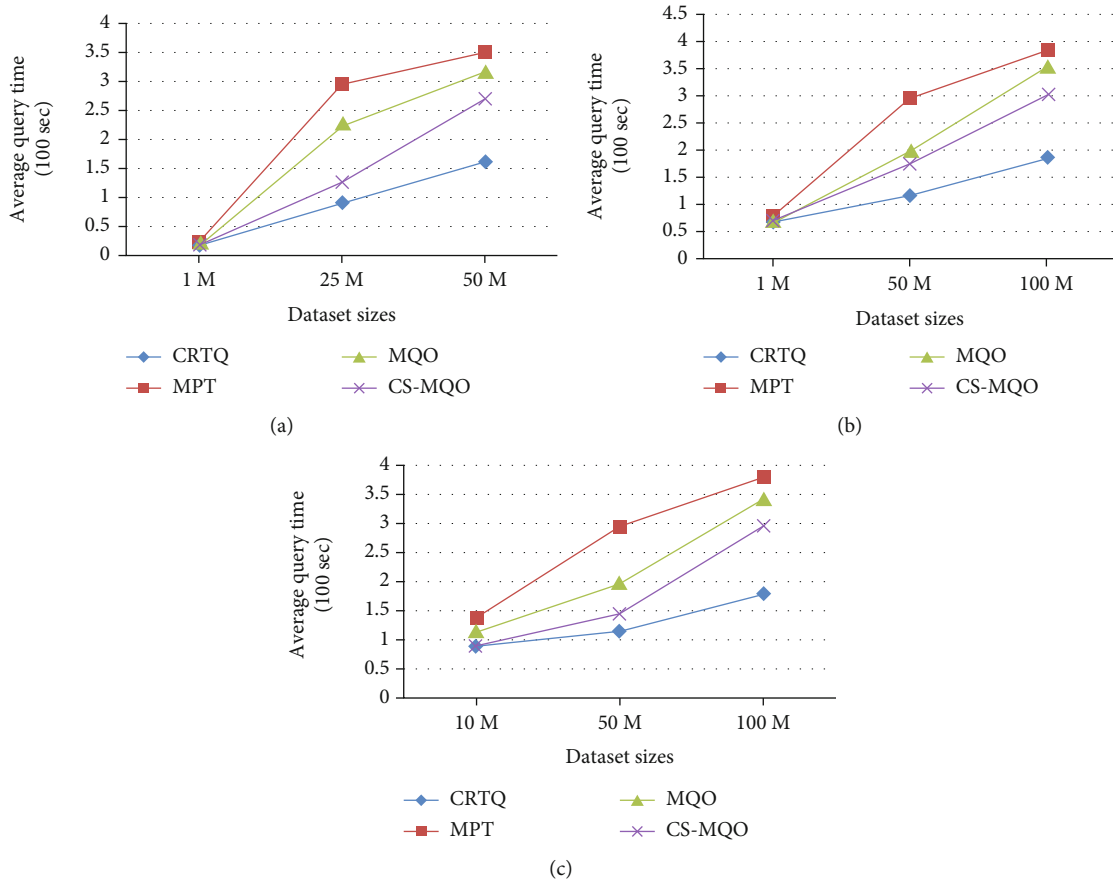 4
3.5
3
2.5
2
1.5
1
0.5
0
Average query time
(100 sec)
1 M 25 M 50 M
Dataset sizes
CRTQ MQO
MPT CS-MQO
(a)
4.5
4
3.5
3
2.5
2
1.5
1
0.5
0
Average query time
(100 sec)
1 M 50 M 100 M
Dataset sizes
CRTQ MQO
MPT CS-MQO
(b)
4
3.5
3
2.5
2
1.5
1
0.5
0
Average query time
(100 sec)
10 M 50 M 100 M
Dataset sizes
CRTQ MQO
MPT CS-MQO
(c)